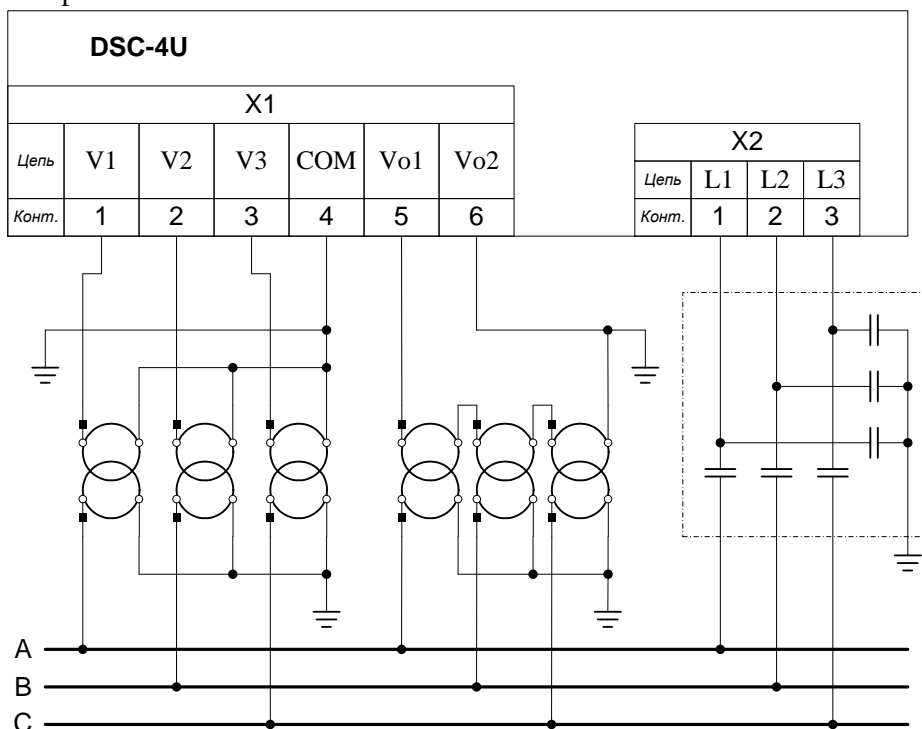 DSC-4U
X1
X2
Цепь V1 V2 V3 COM Vo1 Vo2
Цепь L1 L2 L3
Конт. 1 2 3 4 5 6
Конт. 1 2 3
A
B
C